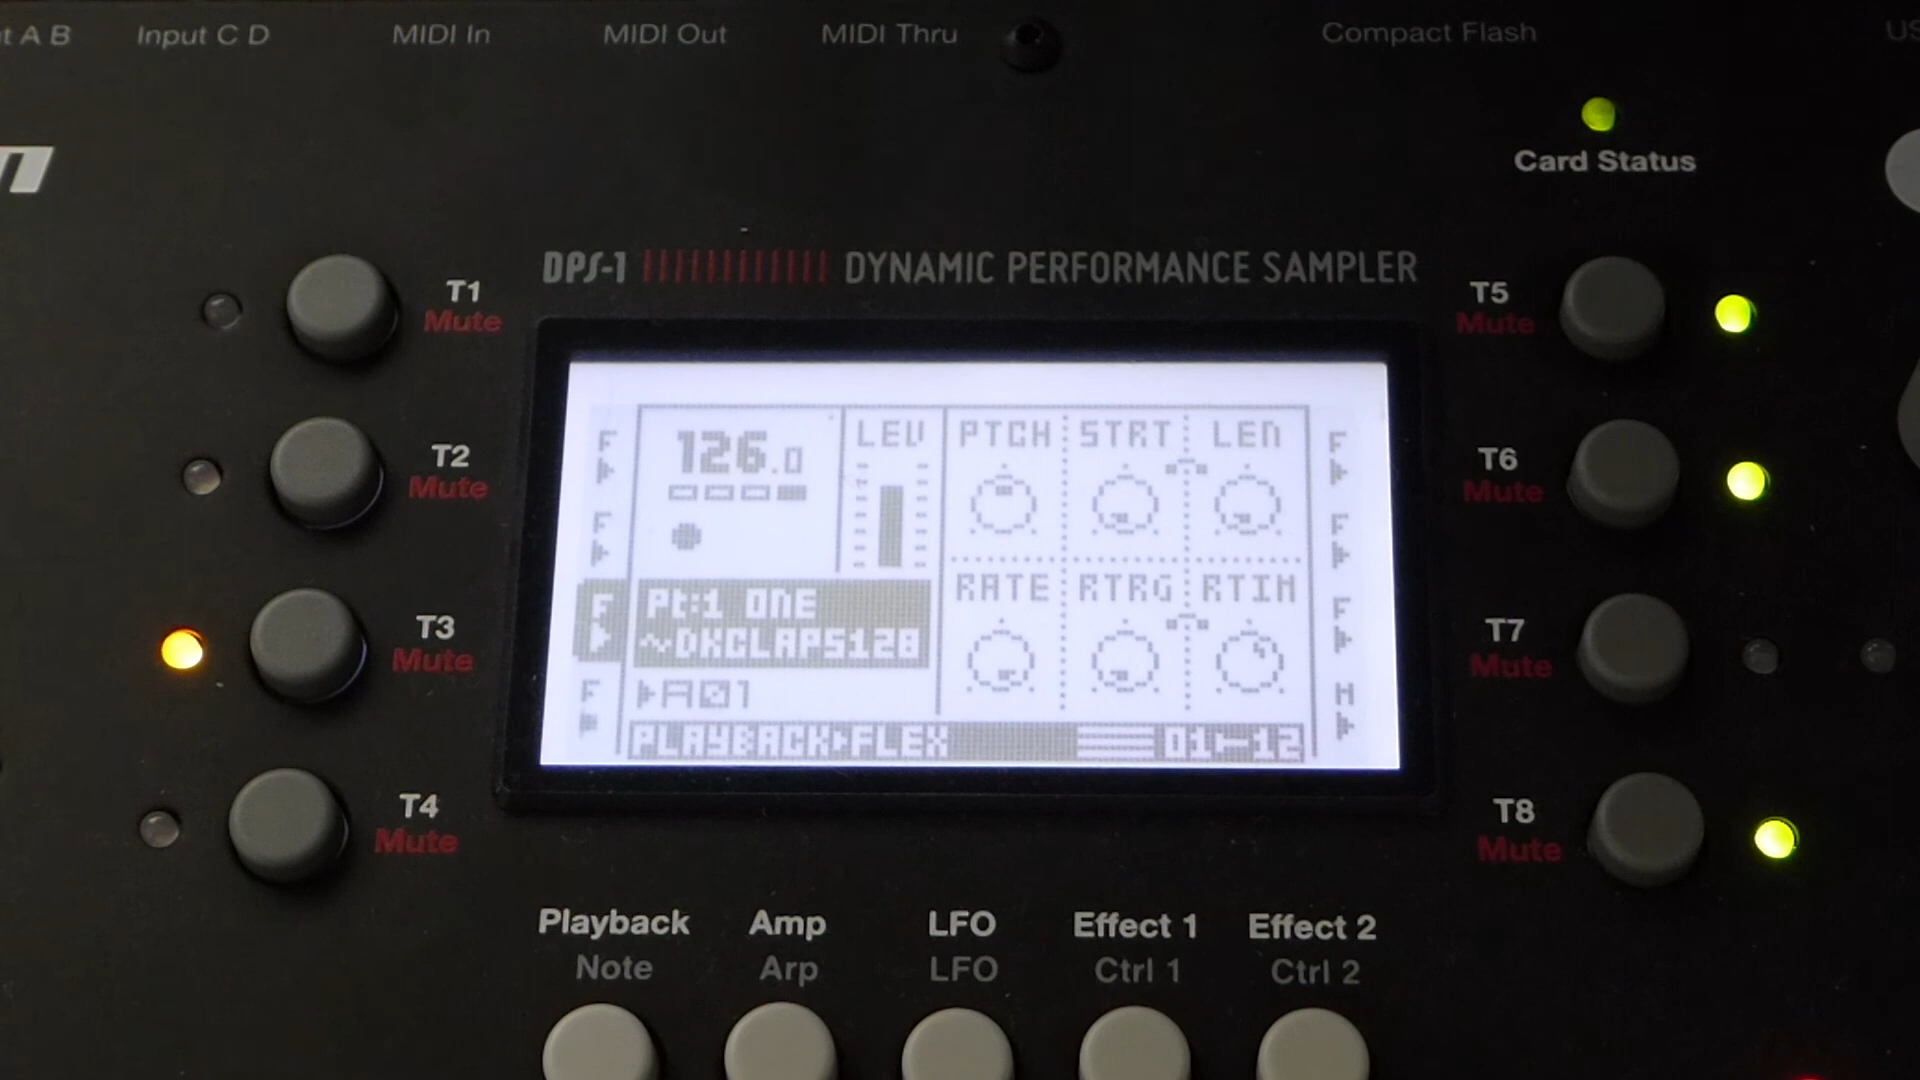 t A B
Input C D
MIDI In
MIDI Out
MIDI Thru
Compact Flash
US
Card Status
DPS-1 DYNAMIC PERFORMANCE SAMPLER
T1
Mute
T2
Mute
T3
Mute
T4
Mute
F
F
F
F
126.0
LEV
PTCH
STRT
LEN
Pt:1 ONE
~DKCLAPS128
A01
RATE
RTRG
RTIM
PLAYBACK▸FLEX
01 12
F
F
F
T5
Mute
T6
Mute
T7
Mute
T8
Mute
Playback
Note
Amp
Arp
LFO
LFO
Effect 1
Ctrl 1
Effect 2
Ctrl 2